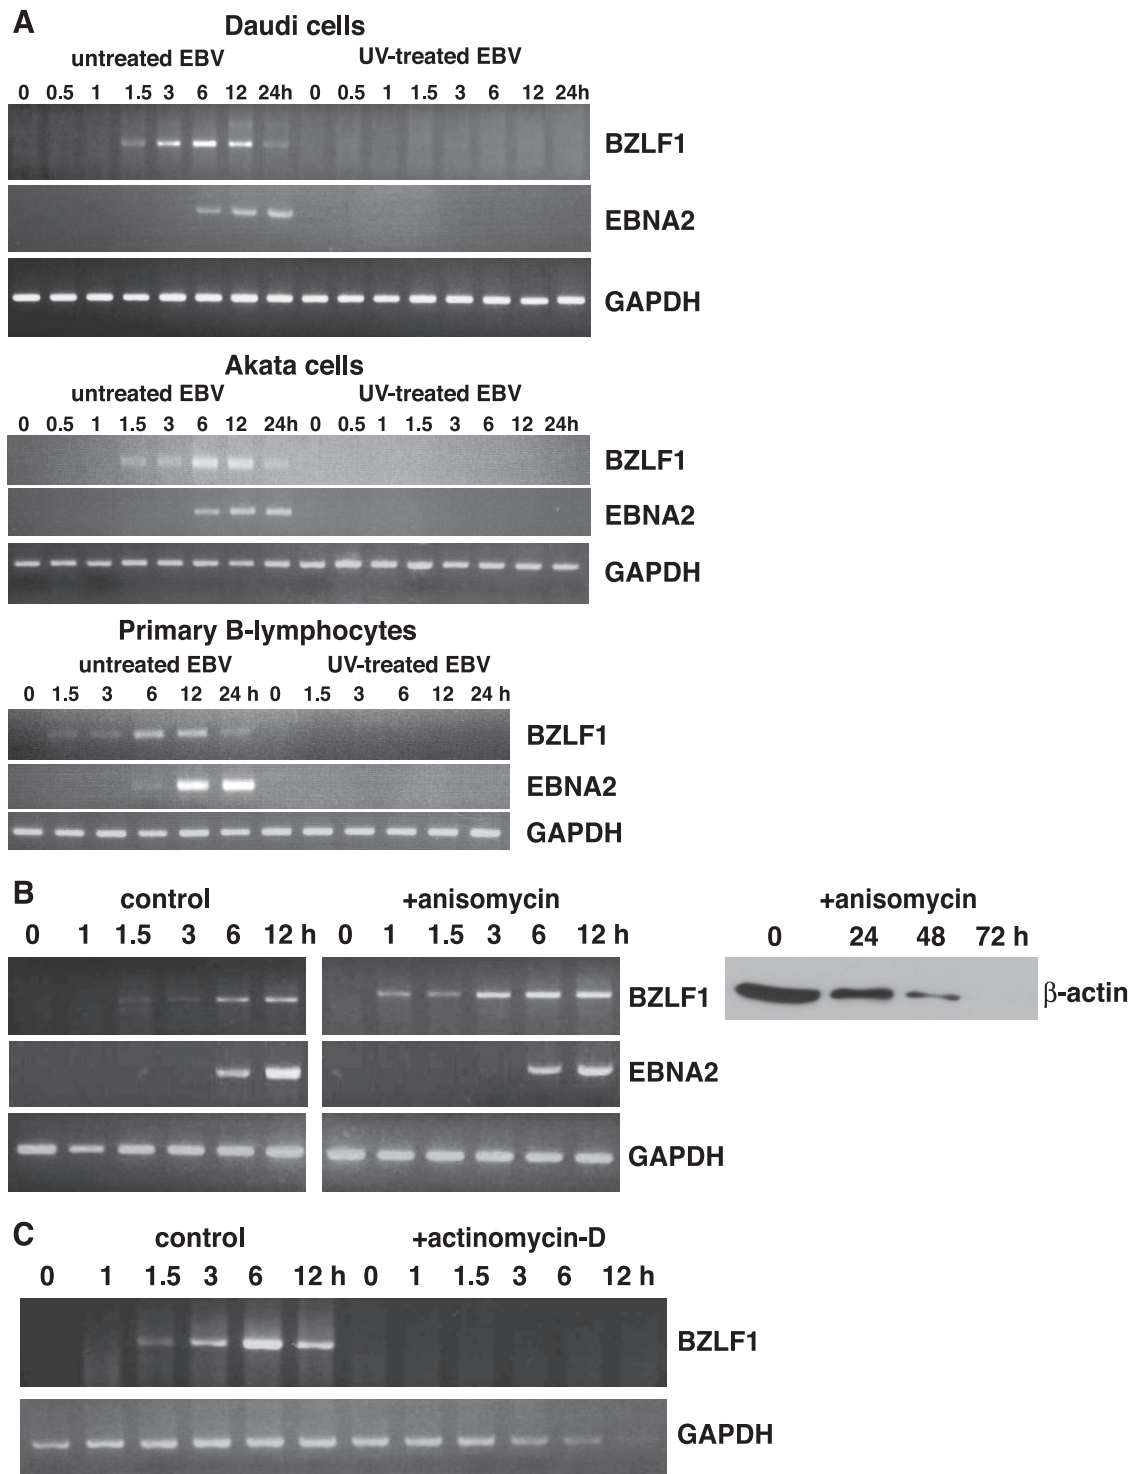 A
Daudi cells
untreated EBV UV-treated EBV
0 0.5 1 1.5 3 6 12 24h 0 0.5 1 1.5 3 6 12 24h
BZLF1
EBNA2
GAPDH
Akata cells
untreated EBV UV-treated EBV
0 0.5 1 1.5 3 6 12 24h 0 0.5 1 1.5 3 6 12 24h
BZLF1
EBNA2
GAPDH
Primary B-lymphocytes
untreated EBV UV-treated EBV
0 1.5 3 6 12 24 h 0 1.5 3 6 12 24 h
BZLF1
EBNA2
GAPDH
B
control +anisomycin +anisomycin
0 1 1.5 3 6 12 h 0 1 1.5 3 6 12 h 0 24 48 72 h
BZLF1 β-actin
EBNA2
GAPDH
C
control +actinomycin-D
0 1 1.5 3 6 12 h 0 1 1.5 3 6 12 h
BZLF1
GAPDH